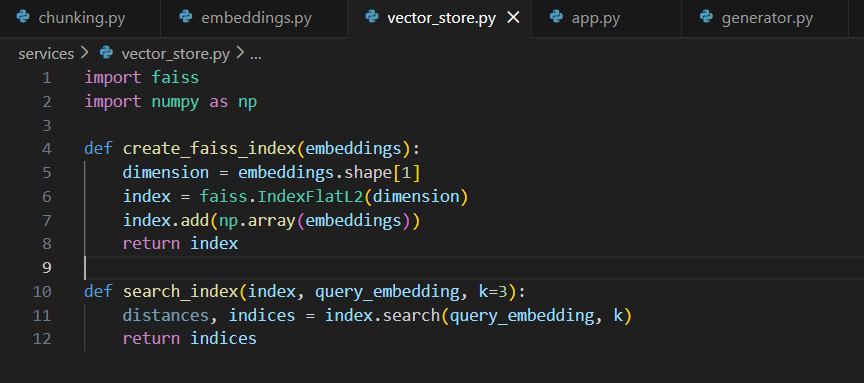 chunking.py embeddings.py vector_store.py app.py generator.py
services > vector_store.py > ...
1 import faiss
2 import numpy as np
3
4 def create_faiss_index(embeddings):
5     dimension = embeddings.shape[1]
6     index = faiss.IndexFlatL2(dimension)
7     index.add(np.array(embeddings))
8     return index
9
10 def search_index(index, query_embedding, k=3):
11     distances, indices = index.search(query_embedding, k)
12     return indices